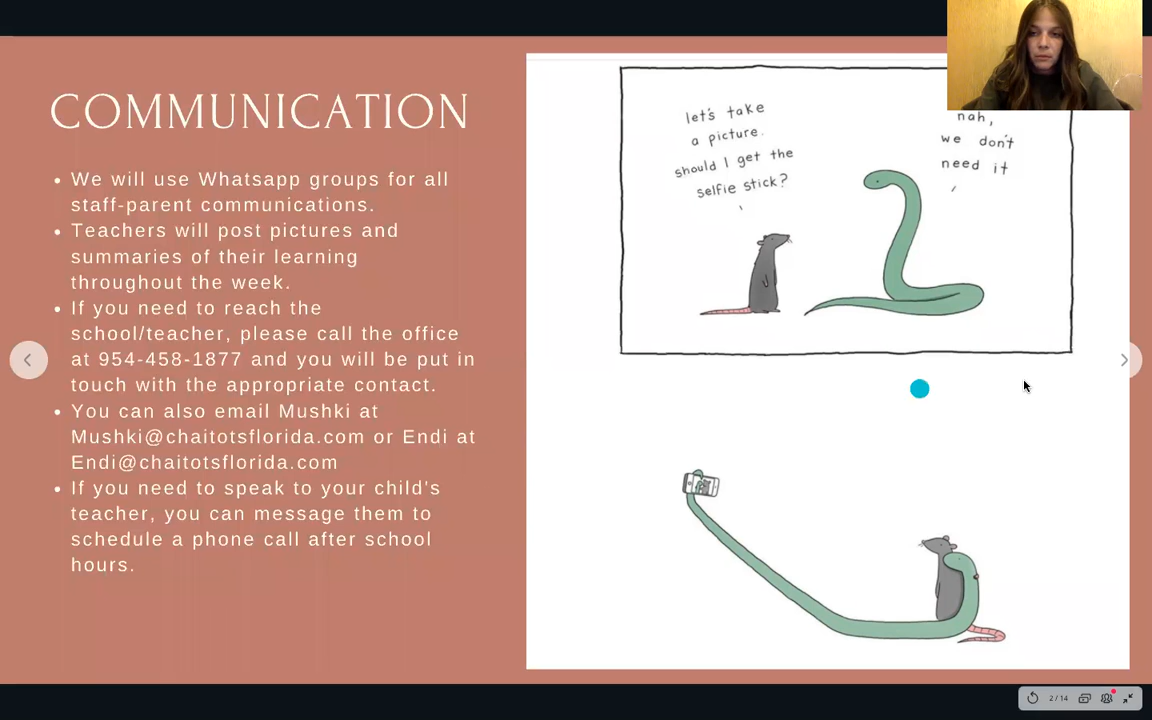 COMMUNICATION
• We will use Whatsapp groups for all
staff-parent communications.
• Teachers will post pictures and
summaries of their learning
throughout the week.
• If you need to reach the
school/teacher, please call the office
at 954-458-1877 and you will be put in
touch with the appropriate contact.
• You can also email Mushki at
Mushki@chaitotsflorida.com or Endi at
Endi@chaitotsflorida.com
• If you need to speak to your child's
teacher, you can message them to
schedule a phone call after school
hours.
let's take
a picture.
should I get the
selfie stick?
nah,
we don't
need it
2/14